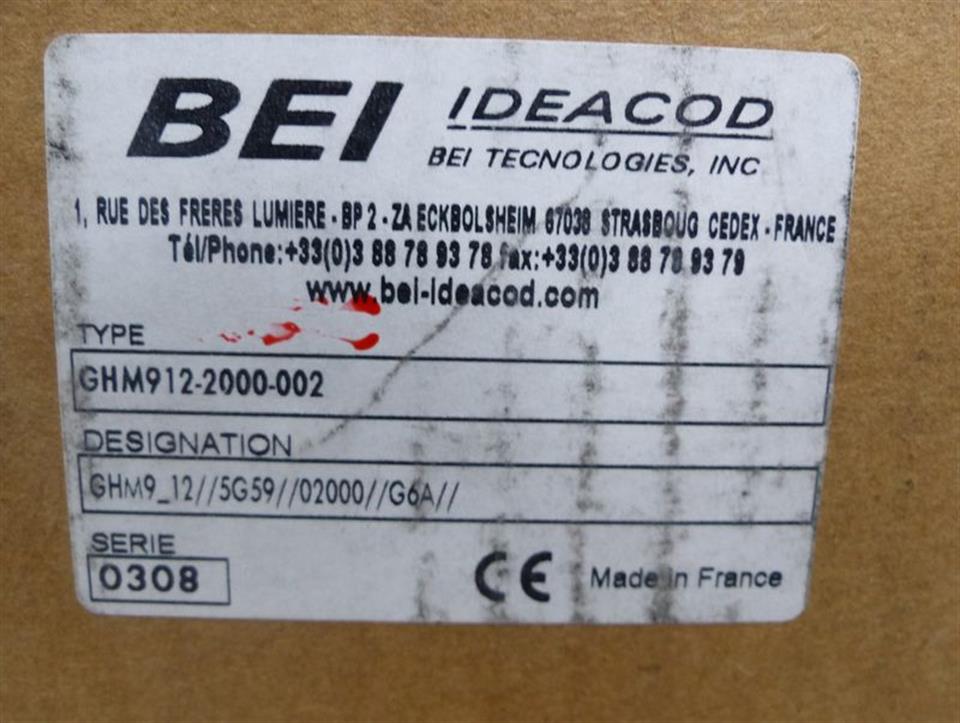 BEI IDEACOD
BEI TECNOLOGIES, INC
1, RUE DES FRERES LUMIERE - BP 2 - ZA ECKBOLSHEIM 67038 STRASBOUG CEDEX - FRANCE
Tél/Phone:+33(0)3 88 78 93 78 fax:+33(0)3 88 78 93 79
www.bei-ideacod.com
TYPE
GHM912-2000-002
DESIGNATION
GHM9_12//5G59//02000//G6A//
SERIE
0308
CE Made in France